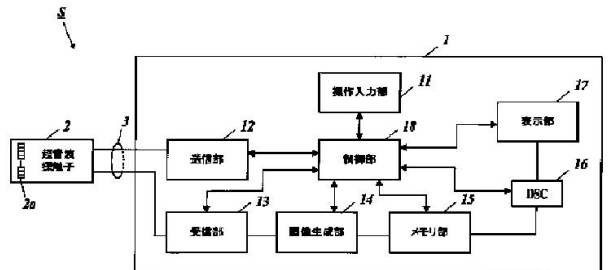 S
1
操作入力部
11
17
表示部
2
3
12
18
超音波
探触子
送信部
制御部
16
DSC
2a
13
14
15
受信部
画像生成部
メモリ部